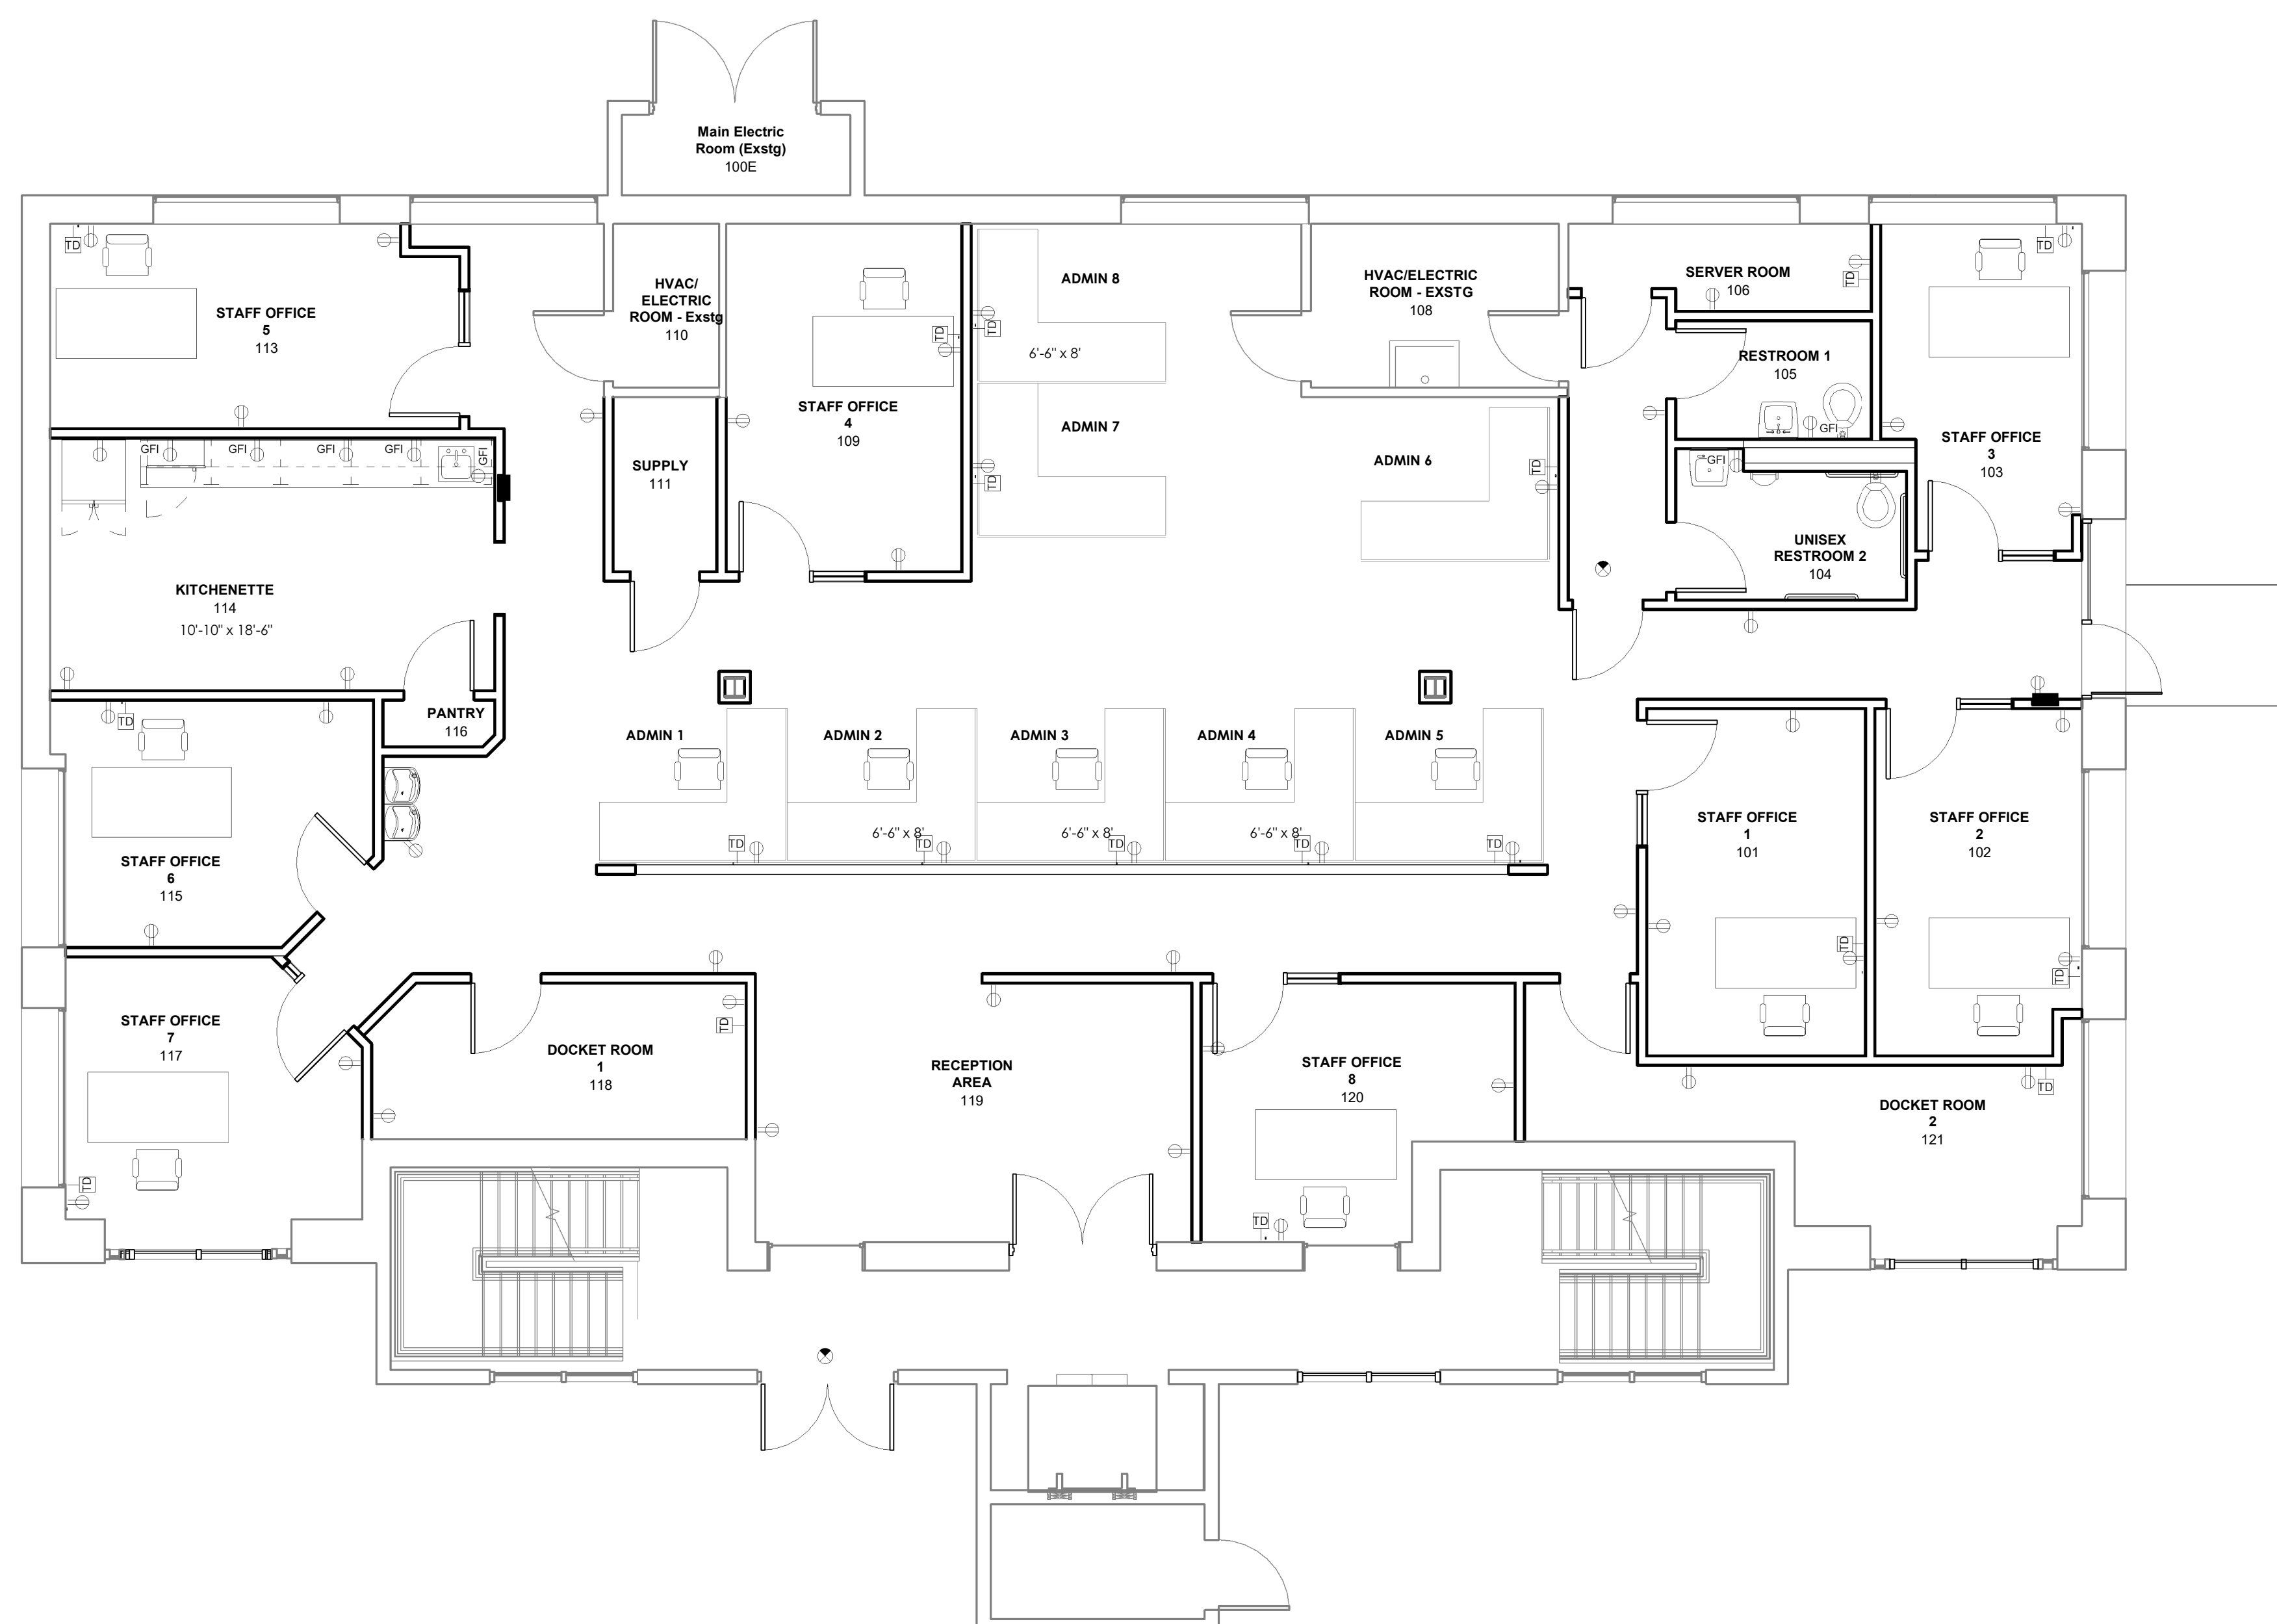 Main Electric
Room (Exstg)
100E
TD
STAFF OFFICE
5
113
HVAC/
ELECTRIC
ROOM - Exstg
110
TD
STAFF OFFICE
4
109
ADMIN 8
TD
6'-6" x 8'
HVAC/ELECTRIC
ROOM - EXSTG
108
SERVER ROOM
106
TD
TD
RESTROOM 1
105
GFI
STAFF OFFICE
3
103
GFI
GFI
GFI
GFI
GFI
SUPPLY
111
ADMIN 7
TD
ADMIN 6
TD
GFI
UNISEX
RESTROOM 2
104
KITCHENETTE
114
10'-10" x 18'-6"
PANTRY
116
TD
STAFF OFFICE
6
115
ADMIN 1
TD
ADMIN 2
6'-6" x 8'
TD
ADMIN 3
6'-6" x 8'
TD
ADMIN 4
6'-6" x 8'
TD
ADMIN 5
TD
STAFF OFFICE
1
101
TD
STAFF OFFICE
2
102
TD
STAFF OFFICE
7
117
TD
DOCKET ROOM
1
118
TD
RECEPTION
AREA
119
STAFF OFFICE
8
120
TD
DOCKET ROOM
2
121
TD